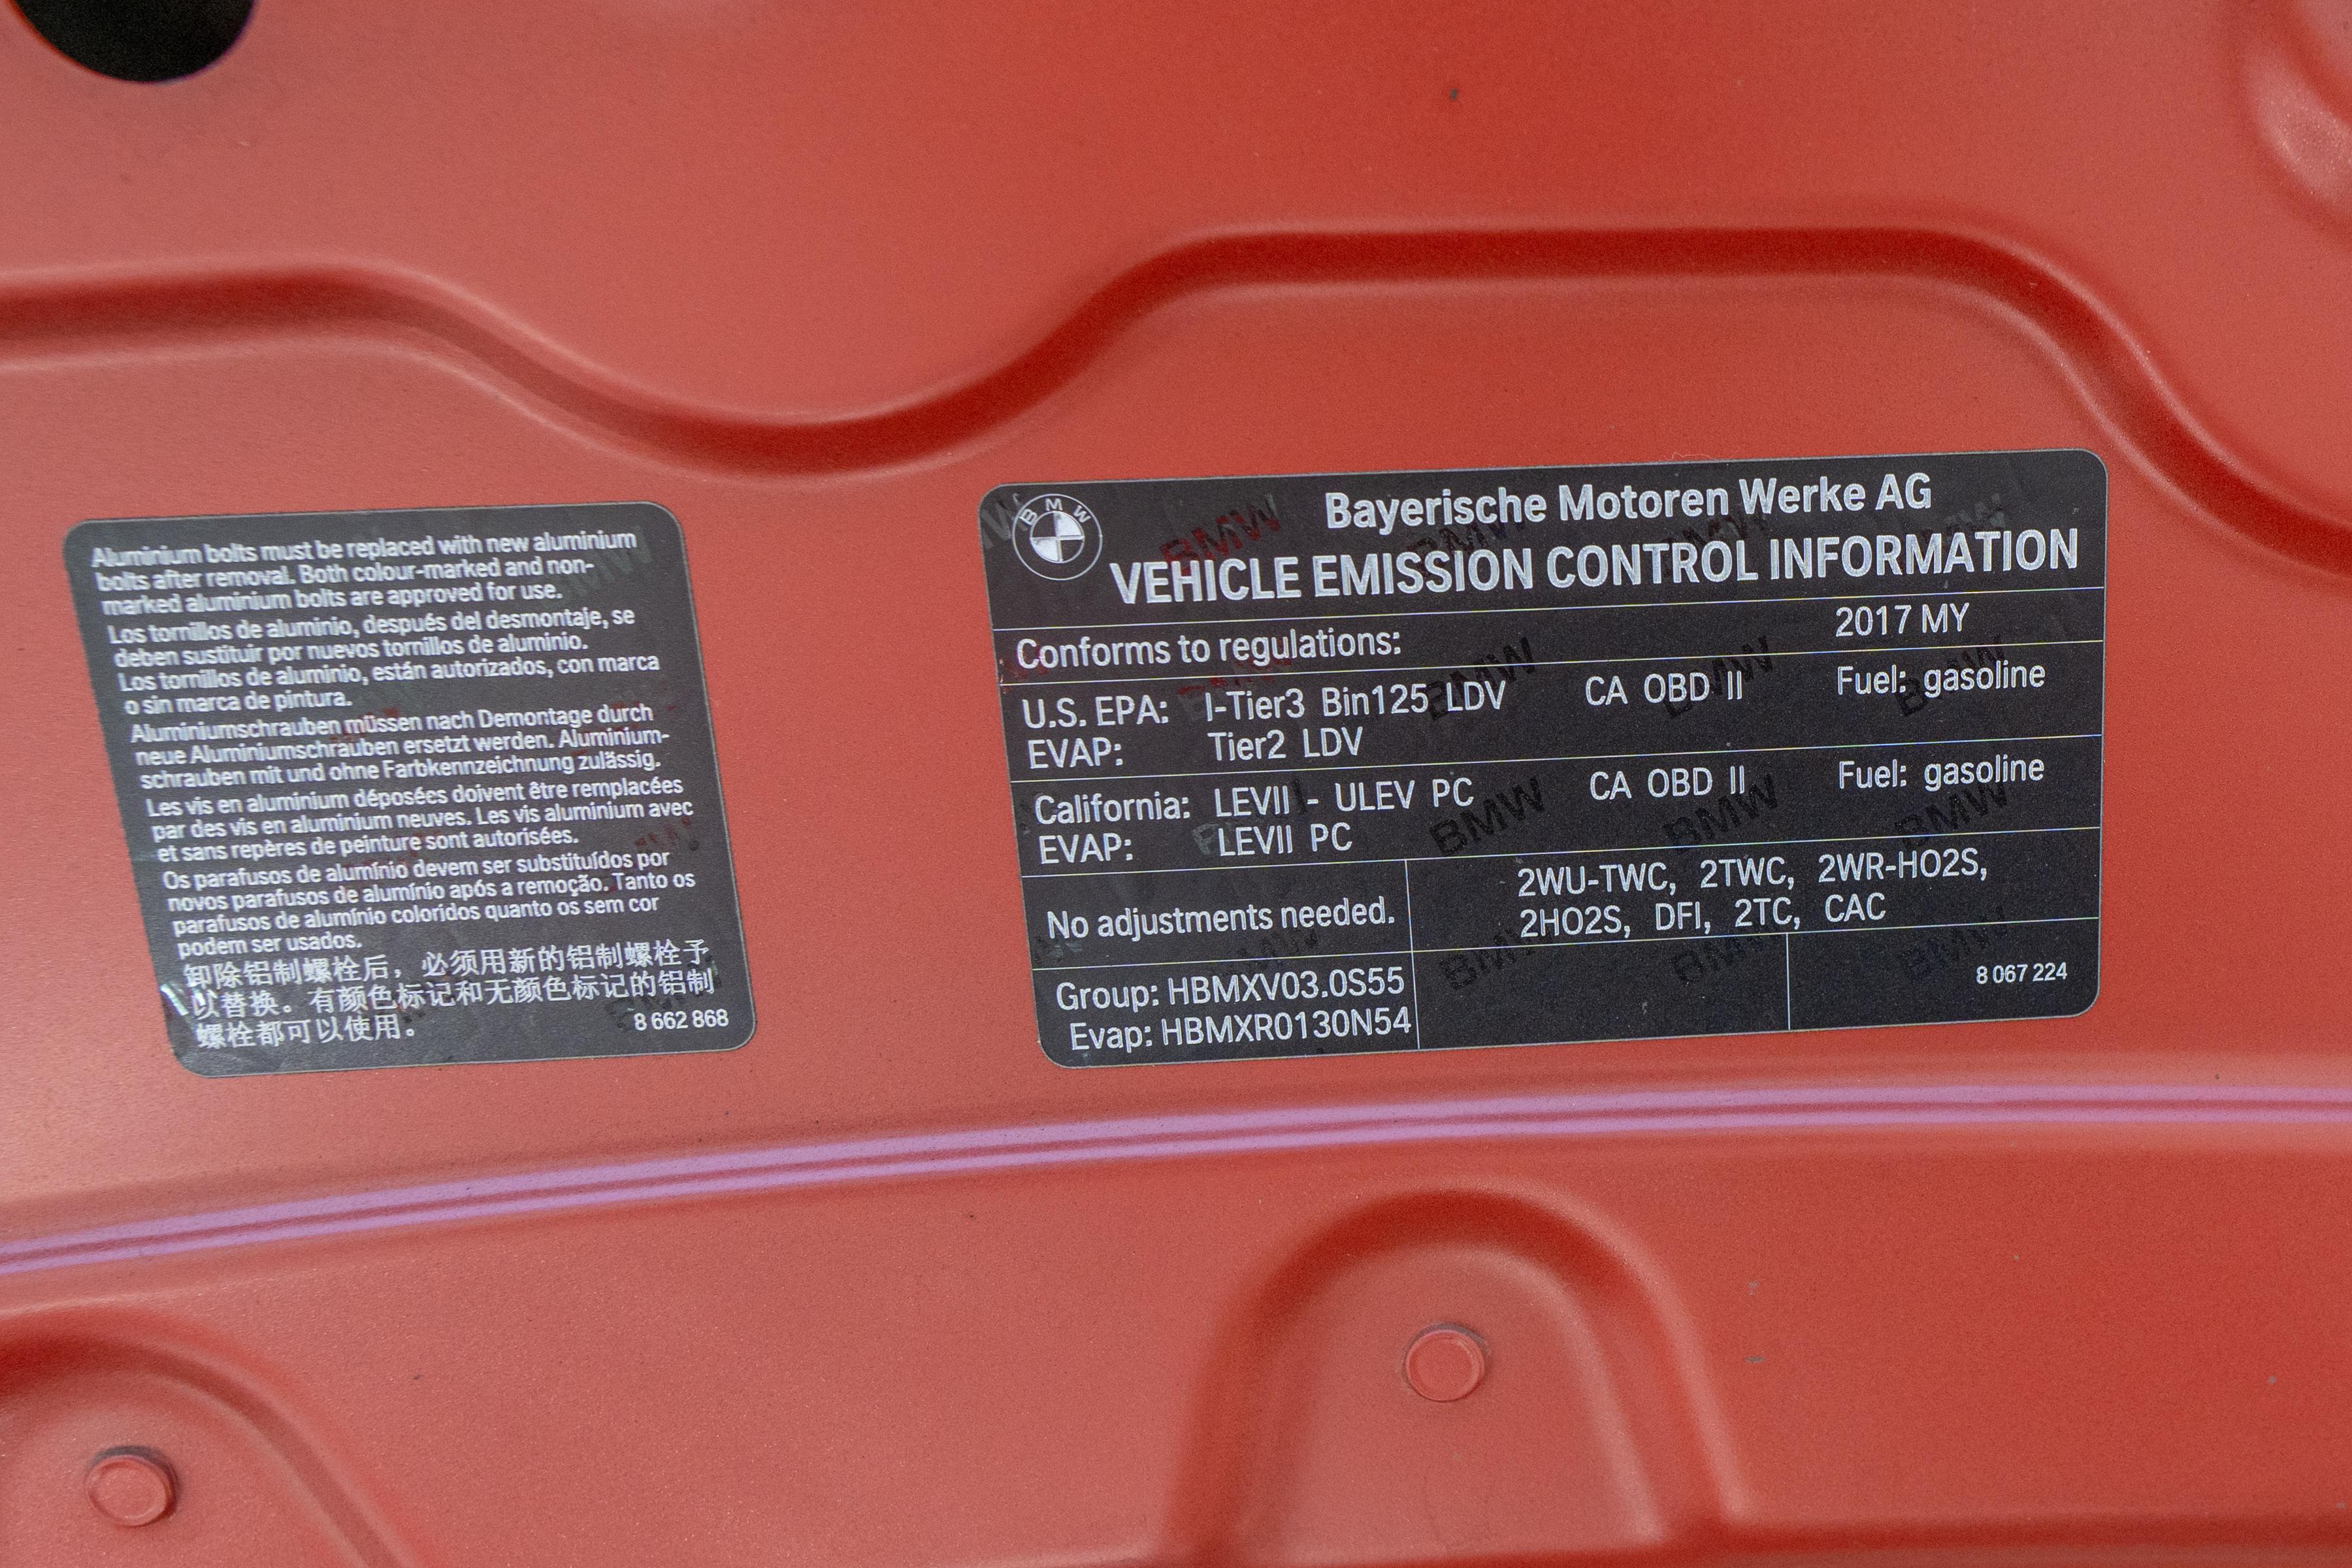 Aluminium bolts must be replaced with new aluminium
bolts after removal. Both colour-marked and non-
marked aluminium bolts are approved for use.
Los tornillos de aluminio, después del desmontaje, se
deben sustituir por nuevos tornillos de aluminio.
Los tornillos de aluminio, están autorizados, con marca
o sin marca de pintura.
Aluminiumschrauben müssen nach Demontage durch
neue Aluminiumschrauben ersetzt werden. Aluminium-
schrauben mit und ohne Farbkennzeichnung zulässig.
Les vis en aluminium déposées doivent être remplacées
par des vis en aluminium neuves. Les vis aluminium avec
et sans repères de peinture sont autorisées.
Os parafusos de alumínio devem ser substituídos por
novos parafusos de alumínio após a remoção. Tanto os
parafusos de alumínio coloridos quanto os sem cor
podem ser usados.
卸除铝制螺栓后，必须用新的铝制螺栓予
以替换。有颜色标记和无颜色标记的铝制
螺栓都可以使用。
8 662 868
BMW
Bayerische Motoren Werke AG
VEHICLE EMISSION CONTROL INFORMATION
Conforms to regulations: 2017 MY
U.S. EPA: I-Tier3 Bin125 LDV CA OBD II Fuel: gasoline
EVAP: Tier2 LDV
California: LEVII - ULEV PC CA OBD II Fuel: gasoline
EVAP: LEVII PC
No adjustments needed.
2WU-TWC, 2TWC, 2WR-HO2S,
2HO2S, DFI, 2TC, CAC
Group: HBMXV03.0S55
Evap: HBMXR0130N54
8 067 224